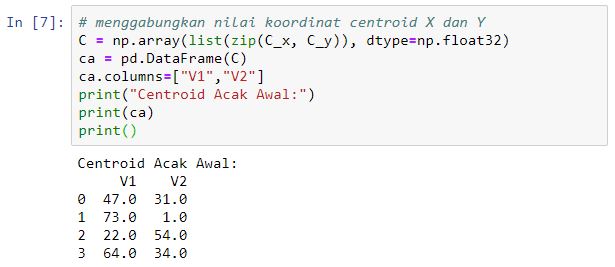 In [7]: # menggabungkan nilai koordinat centroid X dan Y
C = np.array(list(zip(C_x, C_y)), dtype=np.float32)
ca = pd.DataFrame(C)
ca.columns=["V1","V2"]
print("Centroid Acak Awal:")
print(ca)
print()
Centroid Acak Awal:
V1 V2
0 47.0 31.0
1 73.0 1.0
2 22.0 54.0
3 64.0 34.0